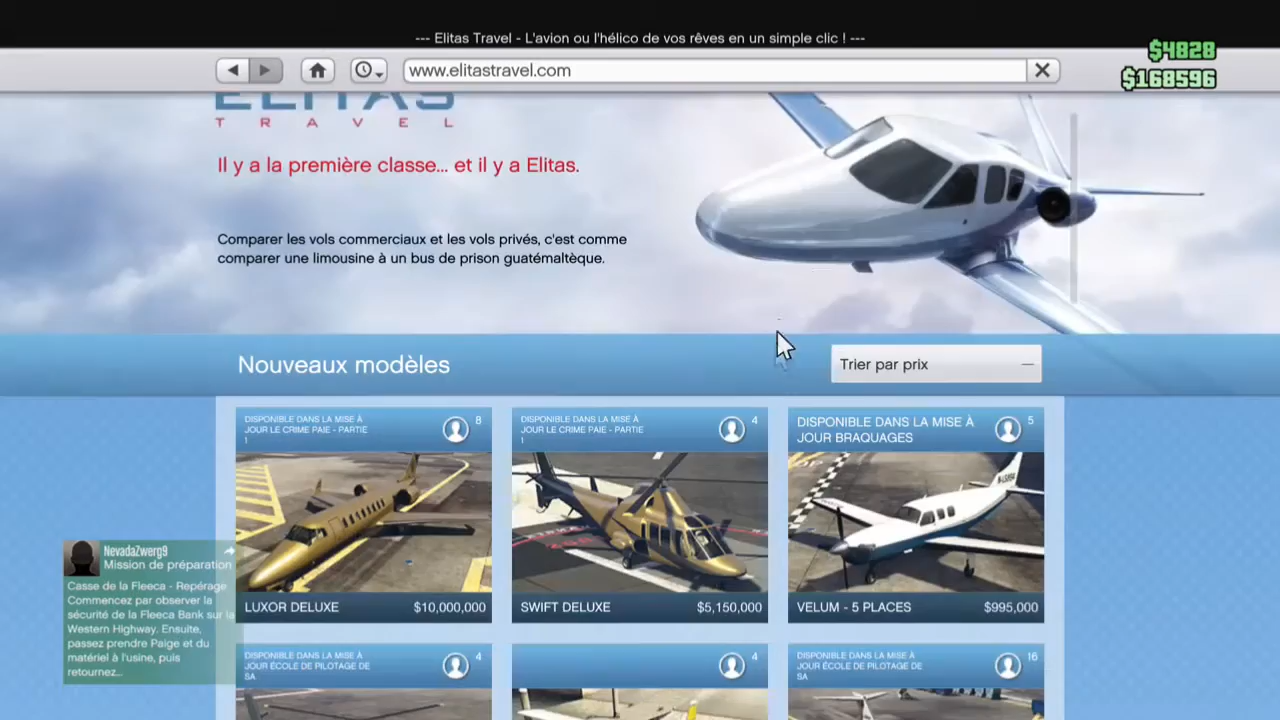 --- Elitas Travel - L'avion ou l'hélico de vos rêves en un simple clic ! ---
www.elitastravel.com
$4828
$168596
ELITAS
TRAVEL
Il y a la première classe... et il y a Elitas.
Comparer les vols commerciaux et les vols privés, c'est comme
comparer une limousine à un bus de prison guatémaltèque.
Nouveaux modèles
Trier par prix
DISPONIBLE DANS LA MISE À
JOUR LE CRIME PAIE - PARTIE
1
8
LUXOR DELUXE
$10,000,000
DISPONIBLE DANS LA MISE À
JOUR LE CRIME PAIE - PARTIE
1
4
SWIFT DELUXE
$5,150,000
DISPONIBLE DANS LA MISE À
JOUR BRAQUAGES
5
VELUM - 5 PLACES
$995,000
NevadaZwerg9
Mission de préparation
Casse de la Fleeca - Repérage
Commencez par observer la
sécurité de la Fleeca Bank sur la
Western Highway. Ensuite,
passez prendre Paige et du
matériel à l'usine, puis
retournez...
DISPONIBLE DANS LA MISE À
JOUR ÉCOLE DE PILOTAGE DE
SA
4
4
DISPONIBLE DANS LA MISE À
JOUR ÉCOLE DE PILOTAGE DE
SA
16